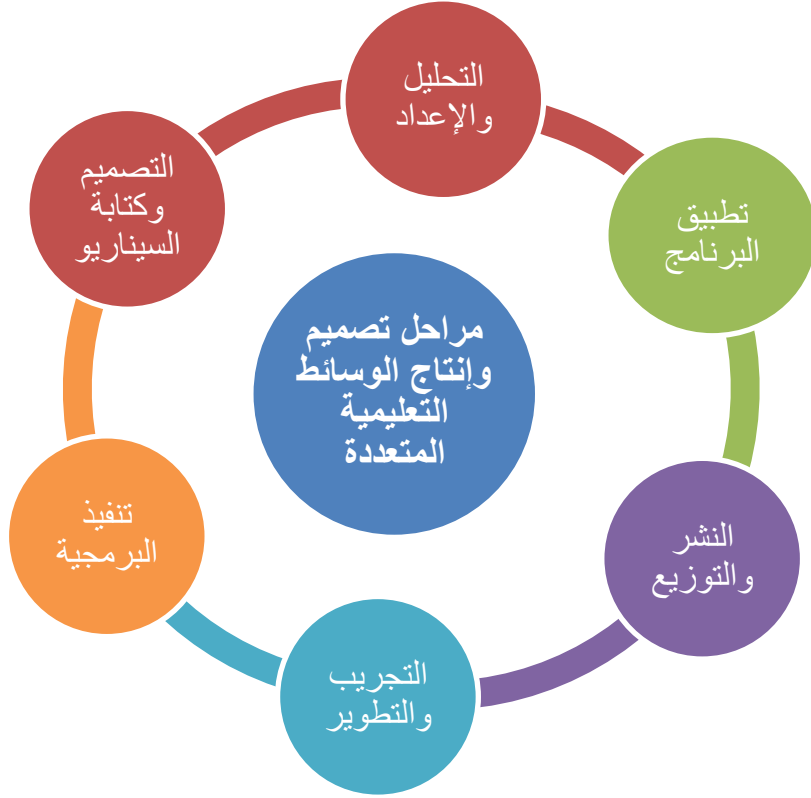 التحليل
والإعداد
التصميم
وكتابة
السيناريو
تنفيذ
البرمجية
التجريب
والتطوير
النشر
والتوزيع
تطبيق
البرنامج
مراحل تصميم
وإنتاج الوسائط
التعليمية
المتعددة